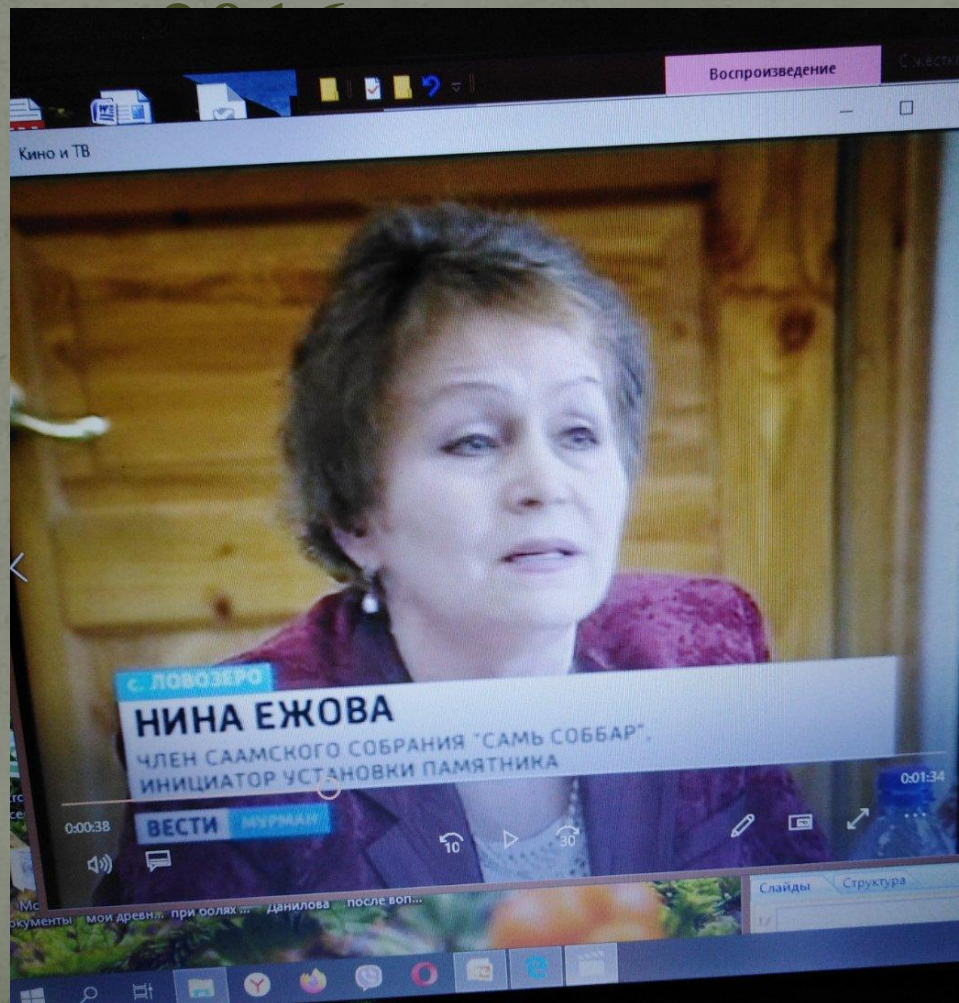 Воспроизведение
Кино и ТВ
с. ЛОВОЗЕРО
НИНА ЕЖОВА
ЧЛЕН СААМСКОГО СОБРАНИЯ "САМЬ СОББАР",
ИНИЦИАТОР УСТАНОВКИ ПАМЯТНИКА
0:00:38
0:01:34
ВЕСТИ МУРМАН
10
30
Слайды Структура
мои древн... при болях ... Данилова после воп...